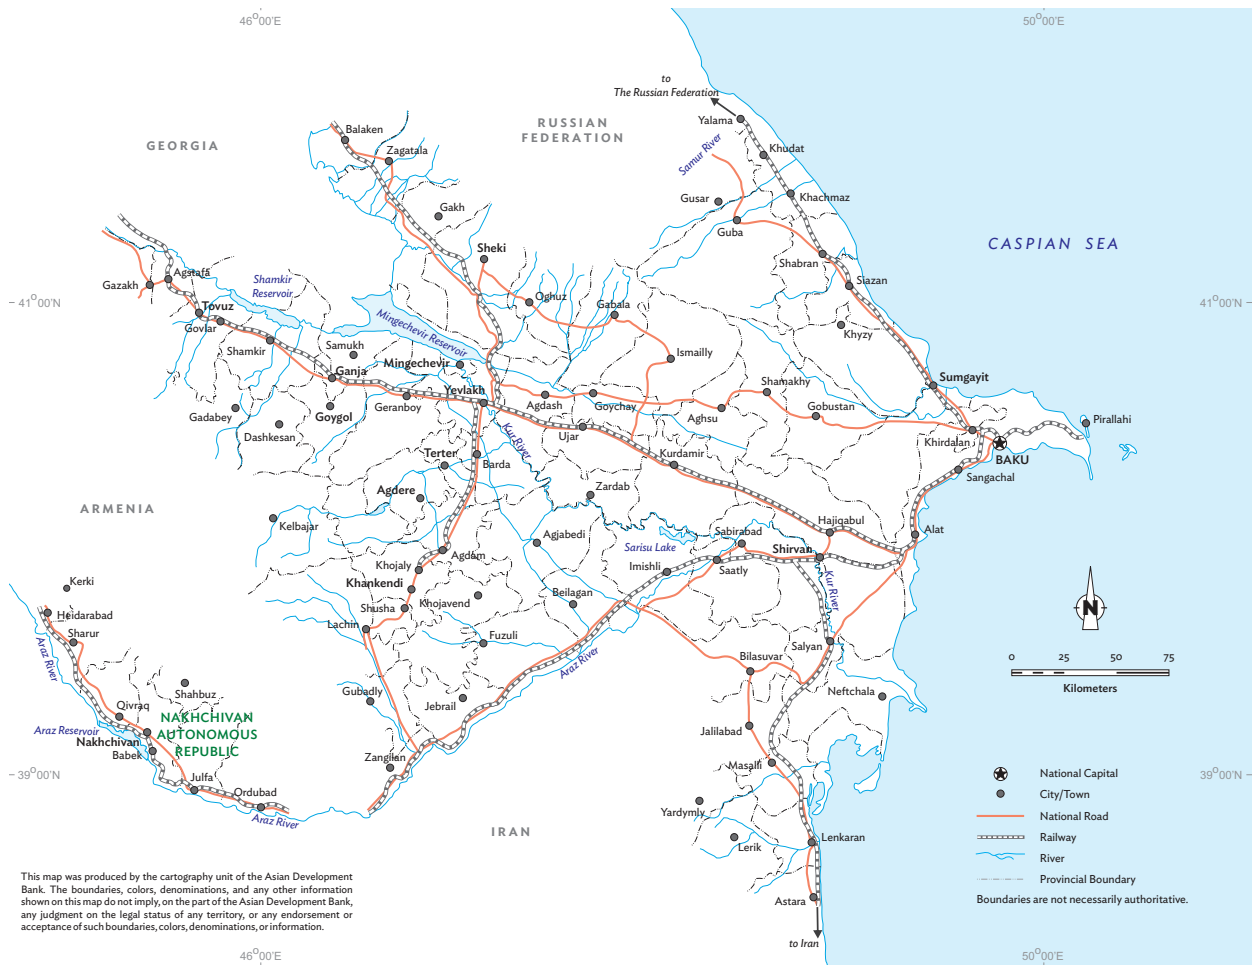 46°00'E
50°00'E
to
The Russian Federation
Yalama
RUSSIAN
FEDERATION
Balaken
GEORGIA
Zagatala
Samur River
Khudat
Gusar
Khachmaz
Gakh
Guba
CASPIAN SEA
Sheki
Shabran
Agstafa
Shamkir
Reservoir
Siazan
Gazakh
41°00'N
41°00'N
Oghuz
Tovuz
Gabala
Govlar
Mingechevir Reservoir
Khyzy
Shamkir
Samukh
Ismailly
Mingechevir
Ganja
Sumgayit
Shamakhy
Yevlakh
Geranboy
Agdash
Goychay
Gobustan
Gadabey
Goygol
Aghsu
Pirallahi
Dashkesan
Ujar
Khirdalan
Kur River
Terter
Kurdamir
BAKU
Barda
Sangachal
Agdere
Zardab
ARMENIA
Kelbajar
Hajiqabul
Agjabedi
Sabirabad
Alat
Sarisu Lake
Shirvan
Agdam
Imishli
Saatly
Khojaly
Kerki
Khankendi
Kur River
N
Beilagan
Khojavend
Shusha
Heidarabad
Lachin
Sharur
Fuzuli
Salyan
Araz River
Araz River
Bilasuvar
0 25 50 75
Kilometers
Shahbuz
Gubadly
Neftchala
Qivraq
Jebrail
NAKHCHIVAN
AUTONOMOUS
REPUBLIC
Araz Reservoir
Jalilabad
Nakhchivan
Babek
Zangilan
Masalli
39°00'N
39°00'N
Julfa
National Capital
Ordubad
City/Town
Yardymly
National Road
Araz River
IRAN
Lenkaran
Railway
Lerik
River
Provincial Boundary
Boundaries are not necessarily authoritative.
Astara
to Iran
This map was produced by the cartography unit of the Asian Development
Bank. The boundaries, colors, denominations, and any other information
shown on this map do not imply, on the part of the Asian Development Bank,
any judgment on the legal status of any territory, or any endorsement or
acceptance of such boundaries, colors, denominations, or information.
46°00'E
50°00'E